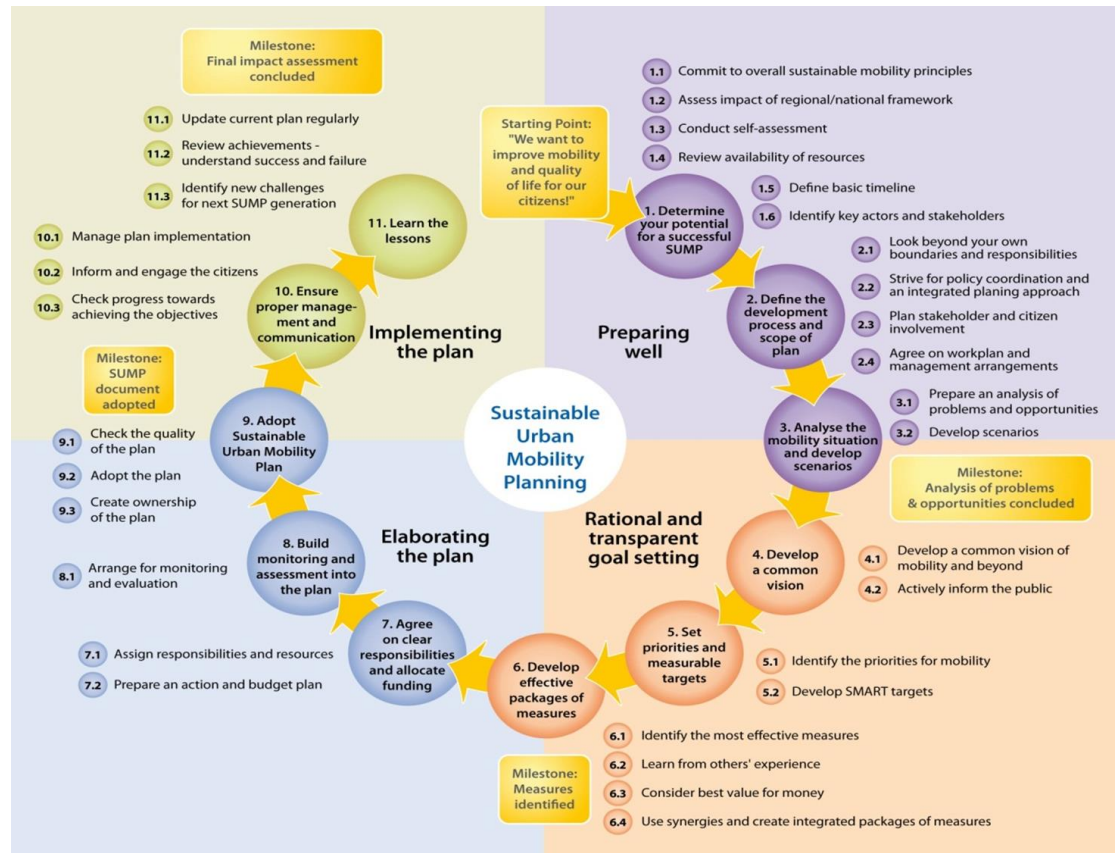 Milestone:
Final impact assessment
concluded
11.1 Update current plan regularly
11.2 Review achievements -
understand success and failure
11.3 Identify new challenges
for next SUMP generation
11. Learn the
lessons
10.1 Manage plan implementation
10.2 Inform and engage the citizens
10.3 Check progress towards
achieving the objectives
10. Ensure
proper manage-
ment and
communication
Implementing
the plan
Starting Point:
"We want to
improve mobility
and quality
of life for our
citizens!"
1.1 Commit to overall sustainable mobility principles
1.2 Assess impact of regional/national framework
1.3 Conduct self-assessment
1.4 Review availability of resources
1.5 Define basic timeline
1.6 Identify key actors and stakeholders
1. Determine
your potential
for a successful
SUMP
2.1 Look beyond your own
boundaries and responsibilities
2.2 Strive for policy coordination and
an integrated planing approach
2.3 Plan stakeholder and citizen
involvement
2.4 Agree on workplan and
management arrangements
2. Define the
development
process and
scope of
plan
Preparing
well
3.1 Prepare an analysis of
problems and opportunities
3.2 Develop scenarios
3. Analyse the
mobility situation
and develop
scenarios
Milestone:
Analysis of problems
& opportunities concluded
Sustainable
Urban
Mobility
Planning
Rational and
transparent
goal setting
4. Develop
a common
vision
4.1 Develop a common vision of
mobility and beyond
4.2 Actively inform the public
5. Set
priorities and
measurable
targets
5.1 Identify the priorities for mobility
5.2 Develop SMART targets
6. Develop
effective
packages of
measures
6.1 Identify the most effective measures
6.2 Learn from others' experience
6.3 Consider best value for money
6.4 Use synergies and create integrated packages of measures
Milestone:
Measures
identified
Elaborating
the plan
7. Agree
on clear
responsibilities
and allocate
funding
7.1 Assign responsibilities and resources
7.2 Prepare an action and budget plan
8. Build
monitoring and
assessment into
the plan
8.1 Arrange for monitoring
and evaluation
9. Adopt
Sustainable
Urban Mobility
Plan
9.1 Check the quality
of the plan
9.2 Adopt the plan
9.3 Create ownership
of the plan
Milestone:
SUMP
document
adopted